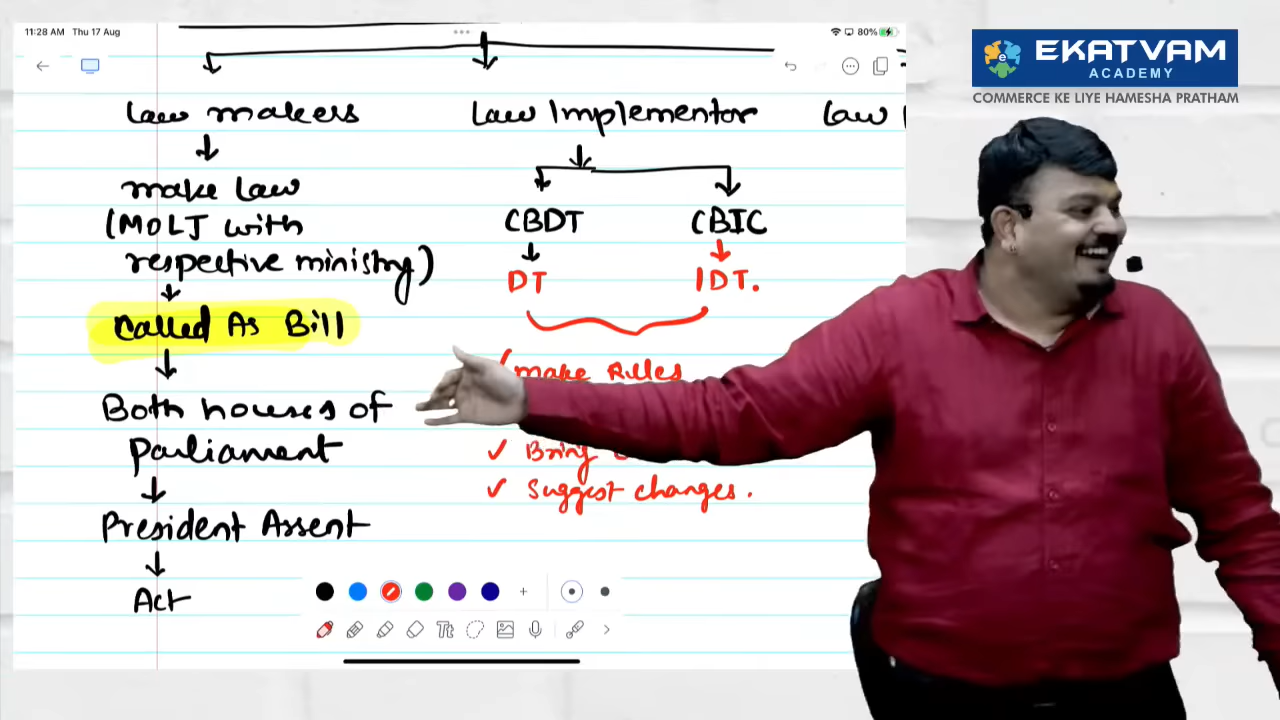 11:28 AM Thu 17 Aug
80%
EKATVAM
ACADEMY
COMMERCE KE LIYE HAMESHA PRATHAM
Law makers
Law Implementor
Law
make Law
(MOLJ with
respective ministry)
CBDT
CBIC
DT
IDT.
Called As Bill
make Rules
Both houses of
Parliament
✓ Bring
✓ Suggest changes.
President Assent
Act
Tt